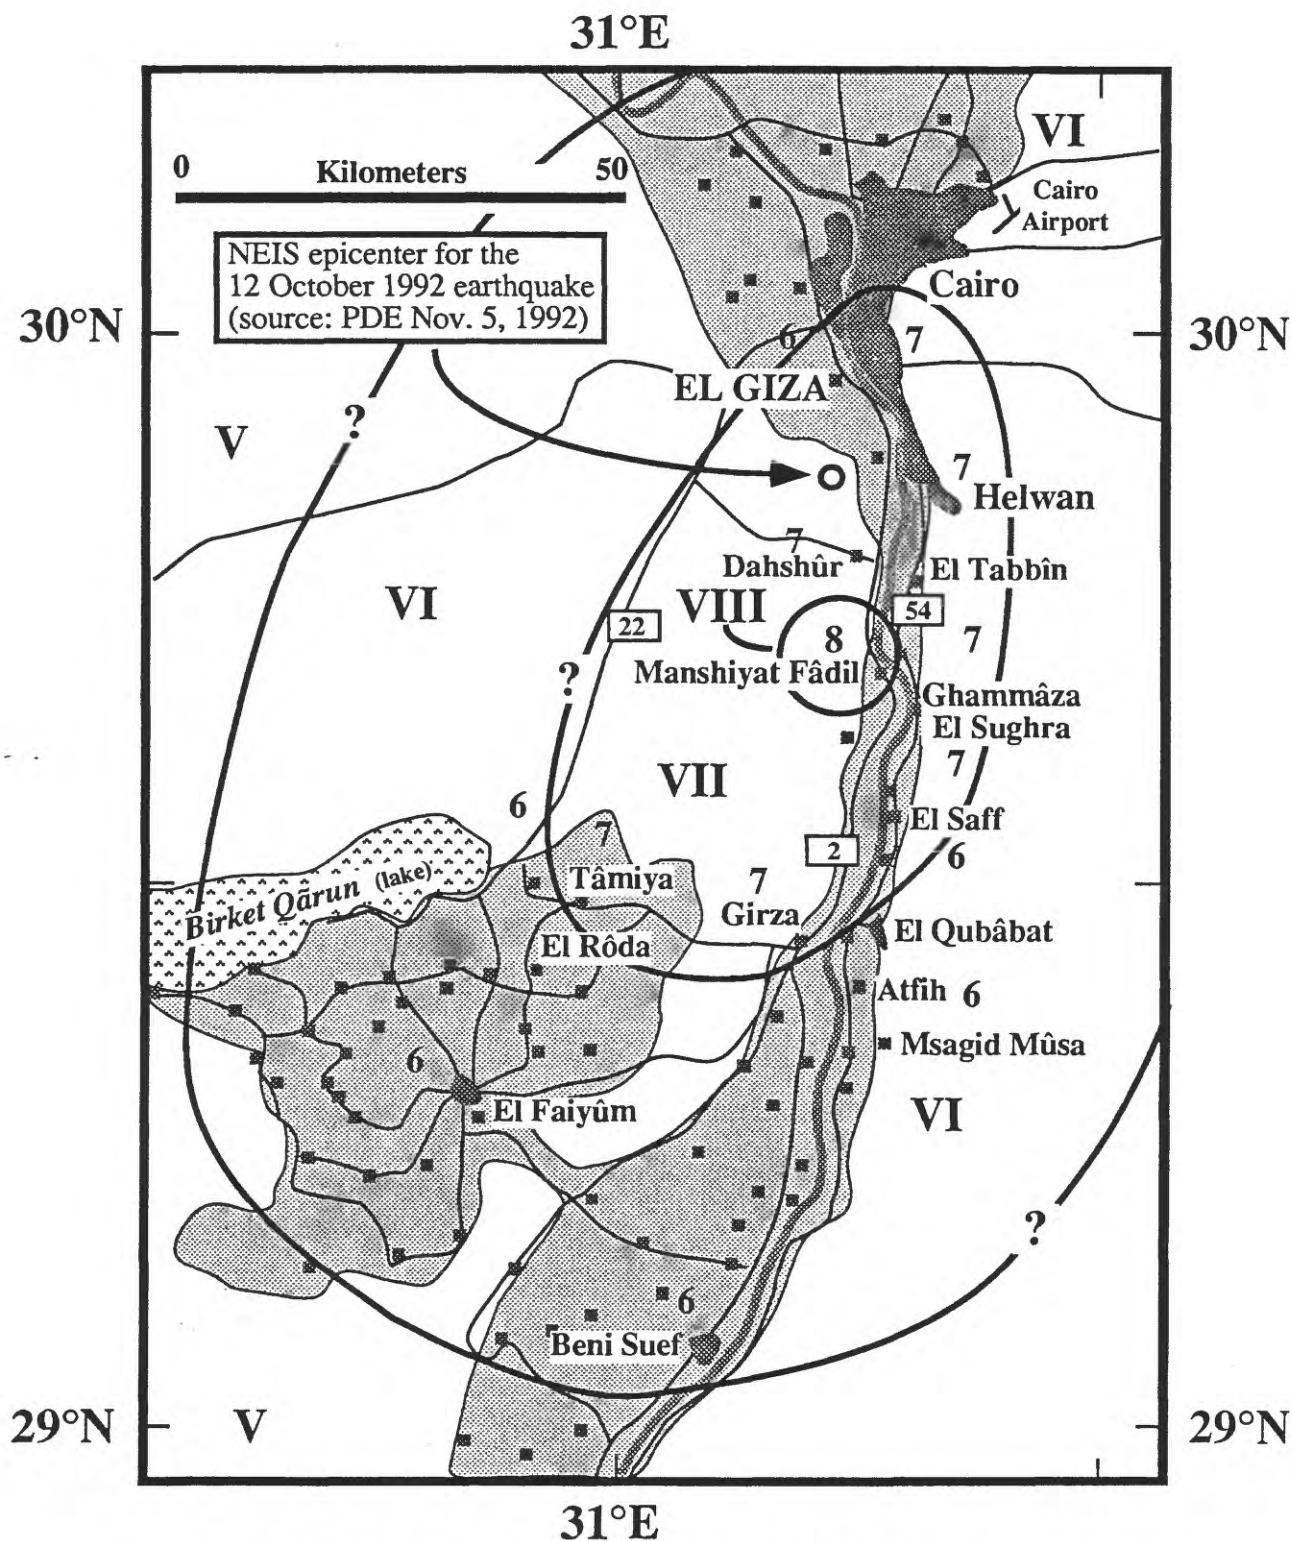 31°E
VI
0 Kilometers 50
Cairo
Airport
NEIS epicenter for the
12 October 1992 earthquake
(source: PDE Nov. 5, 1992)
Cairo
30°N
30°N
6
7
EL GIZA
?
V
7
Helwan
7
Dahshûr
El Tabbîn
VI
VIII
54
22
8
7
Manshiyat Fâdil
?
Ghammâza
El Sughra
VII
7
6
7
El Saff
2
6
Tâmiya
7
Birket Qãrun (lake)
Girza
El Rôda
El Qubâbat
Atfih 6
Msagid Mûsa
6
El Faiyûm
VI
?
6
Beni Suef
29°N
V
29°N
31°E